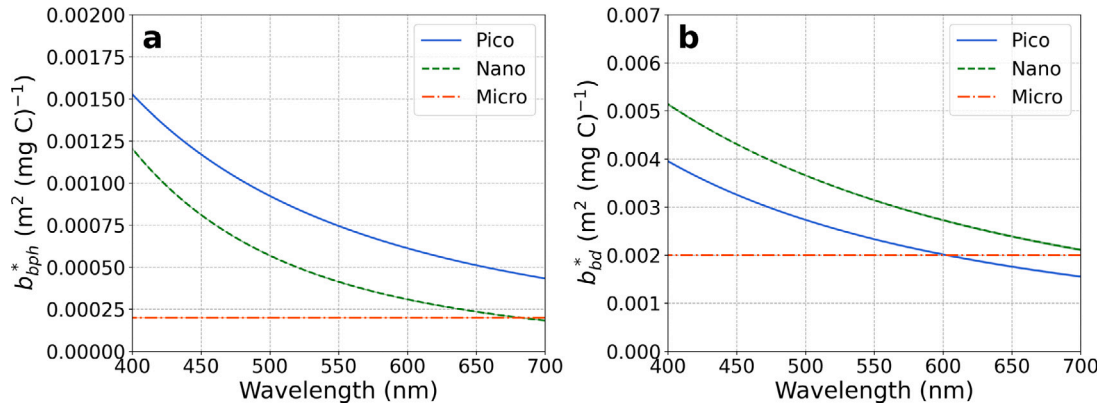 a
Pico
Nano
Micro
0.00200
0.00175
0.00150
0.00125
0.00100
0.00075
0.00050
0.00025
0.00000
b*bph (m² (mg C)⁻¹
400 450 500 550 600 650 700
Wavelength (nm)
b
Pico
Nano
Micro
0.007
0.006
0.005
0.004
0.003
0.002
0.001
0.000
b*bd (m² (mg C)⁻¹
400 450 500 550 600 650 700
Wavelength (nm)